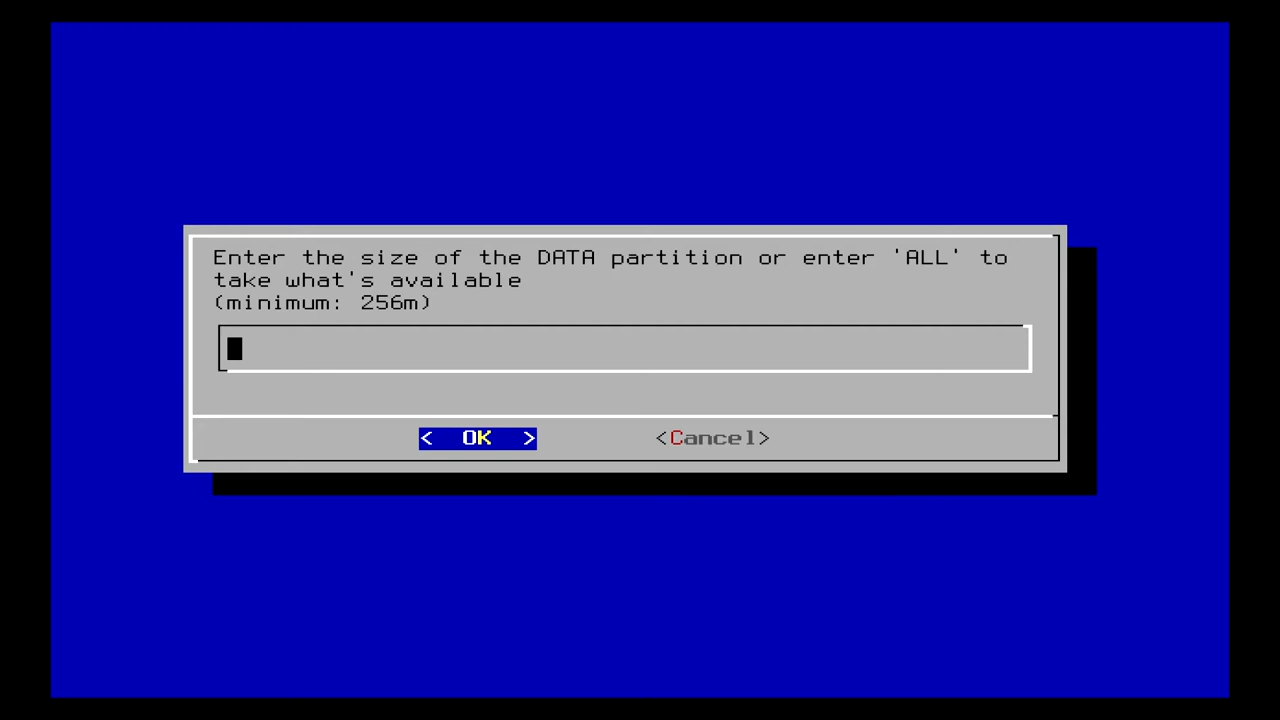 Enter the size of the DATA partition or enter 'ALL' to
take what's available
(minimum: 256m)
< OK > <Cancel>